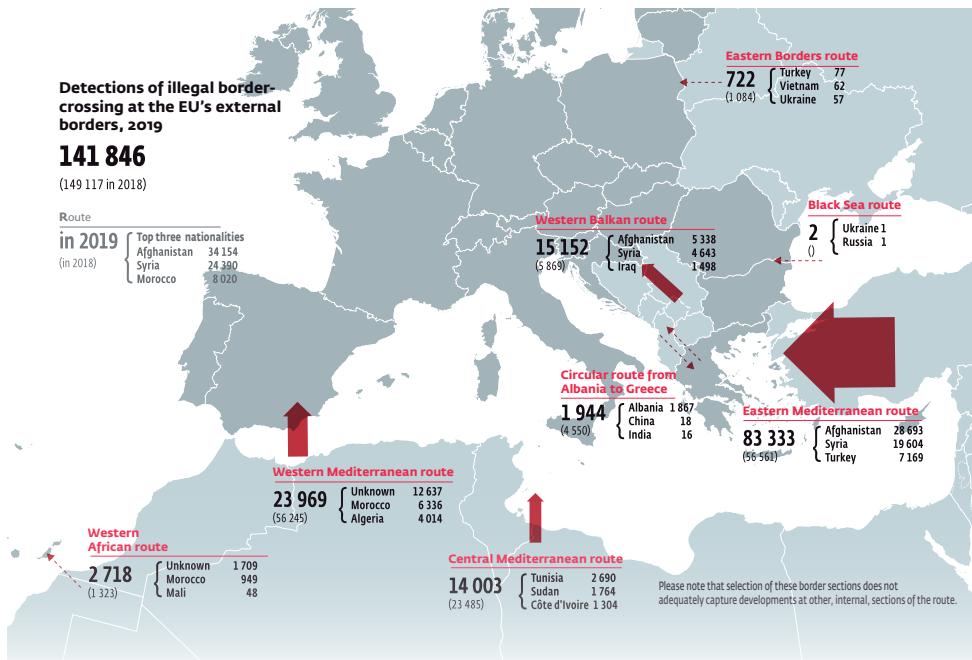 Detections of illegal border-
crossing at the EU's external
borders, 2019
141 846
(149 117 in 2018)
Route
in 2019
(in 2018)
Top three nationalities
Afghanistan 34 154
Syria 24 390
Morocco 8 020
Eastern Borders route
722
(1 084)
Turkey 77
Vietnam 62
Ukraine 57
Black Sea route
2
()
Ukraine 1
Russia 1
Western Balkan route
15 152
(5 869)
Afghanistan 5 338
Syria 4 643
Iraq 1 498
Circular route from
Albania to Greece
1 944
(4 550)
Albania 1 867
China 18
India 16
Eastern Mediterranean route
83 333
(56 561)
Afghanistan 28 693
Syria 19 604
Turkey 7 169
Western Mediterranean route
23 969
(56 245)
Unknown 12 637
Morocco 6 336
Algeria 4 014
Western
African route
2 718
(1 323)
Unknown 1 709
Morocco 949
Mali 48
Central Mediterranean route
14 003
(23 485)
Tunisia 2 690
Sudan 1 764
Côte d'Ivoire 1 304
Please note that selection of these border sections does not
adequately capture developments at other, internal, sections of the route.